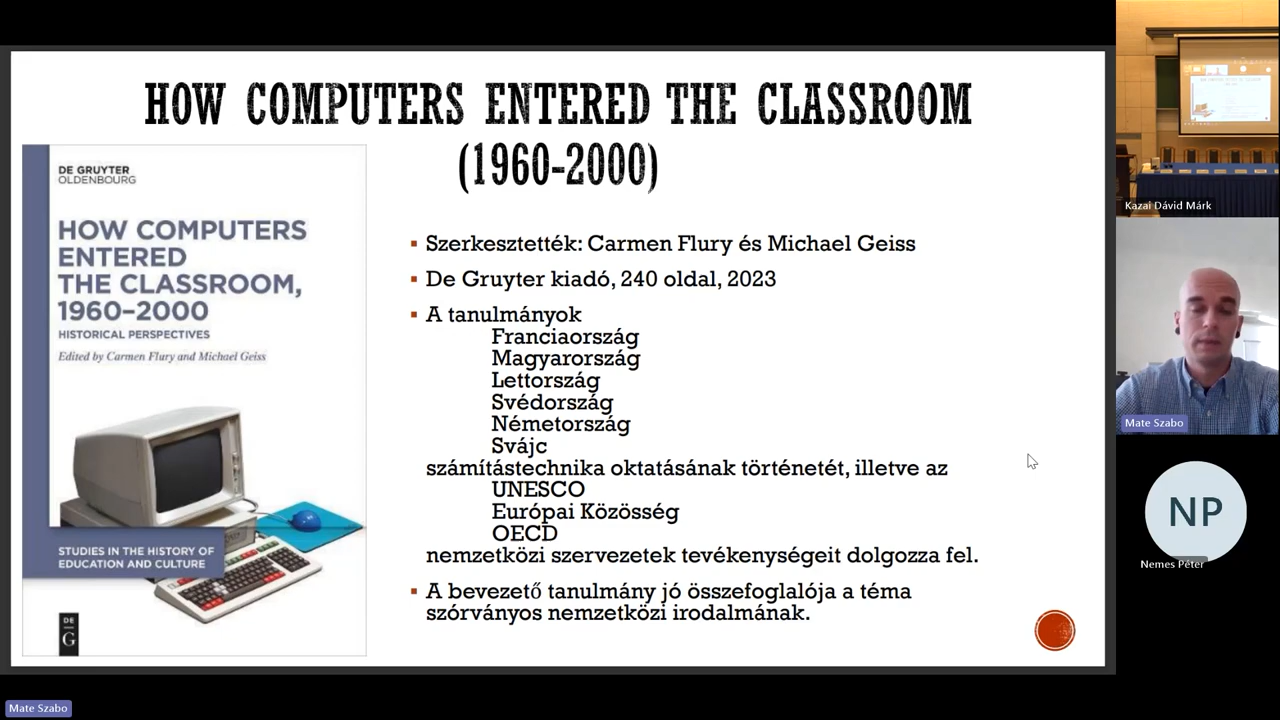 HOW COMPUTERS ENTERED THE CLASSROOM
(1960-2000)
DE GRUYTER
OLDENBOURG
HOW COMPUTERS
ENTERED
THE CLASSROOM,
1960–2000
HISTORICAL PERSPECTIVES
Edited by Carmen Flury and Michael Geiss
STUDIES IN THE HISTORY OF
EDUCATION AND CULTURE
DE
G
▪ Szerkesztették: Carmen Flury és Michael Geiss
▪ De Gruyter kiadó, 240 oldal, 2023
▪ A tanulmányok
Franciaország
Magyarország
Lettország
Svédország
Németország
Svájc
számítástechnika oktatásának történetét, illetve az
UNESCO
Európai Közösség
OECD
nemzetközi szervezetek tevékenységeit dolgozza fel.
▪ A bevezető tanulmány jó összefoglalója a téma
szórványos nemzetközi irodalmának.
Kazai Dávid Márk
Mate Szabo
NP
Nemes Péter
Mate Szabo